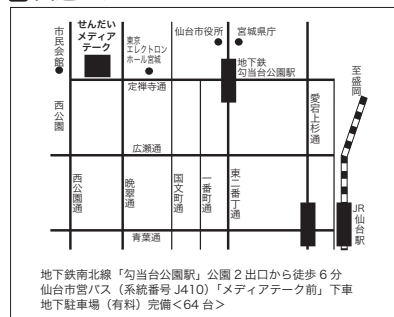 市民会館
せんだい
メディア
テーク
東京
エレクトロン
ホール宮城
仙台市役所
宮城県庁
地下鉄
勾当台公園駅
至盛岡
定禅寺通
西公園
愛宕上杉通
広瀬通
西公園通
晩翠通
国文町通
一番町通
東二番丁通
JR
仙台駅
青葉通
地下鉄南北線「勾当台公園駅」公園2出口から徒歩6分
仙台市営バス（系統番号J410）「メディアテーク前」下車
地下駐車場（有料）完備<64台>